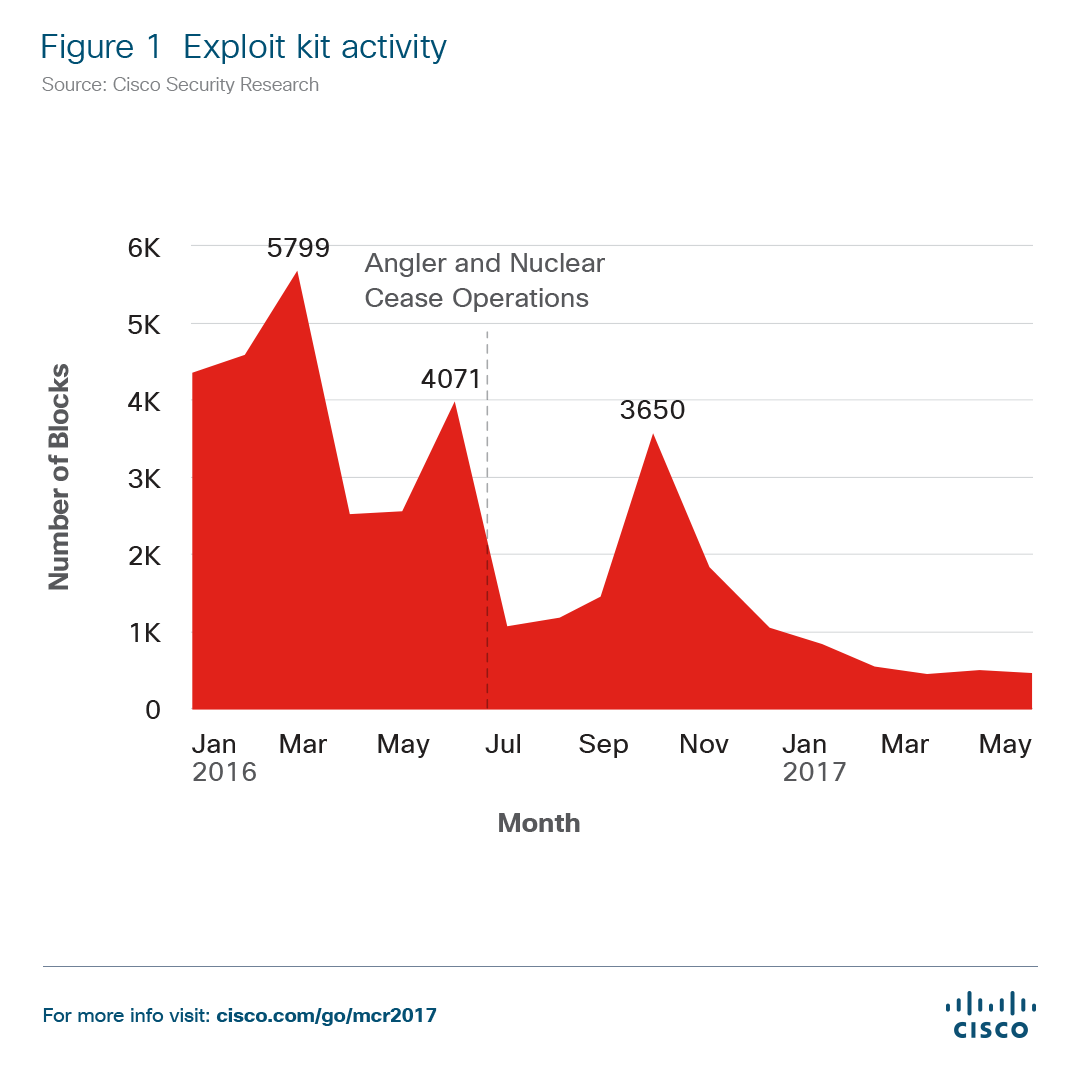 Figure 1 Exploit kit activity
Source: Cisco Security Research
6K
5K
4K
3K
2K
1K
0
Number of Blocks
5799
Angler and Nuclear
Cease Operations
4071
3650
Jan Mar May Jul Sep Nov Jan Mar May
2016 2017
Month
For more info visit: cisco.com/go/mcr2017
CISCO